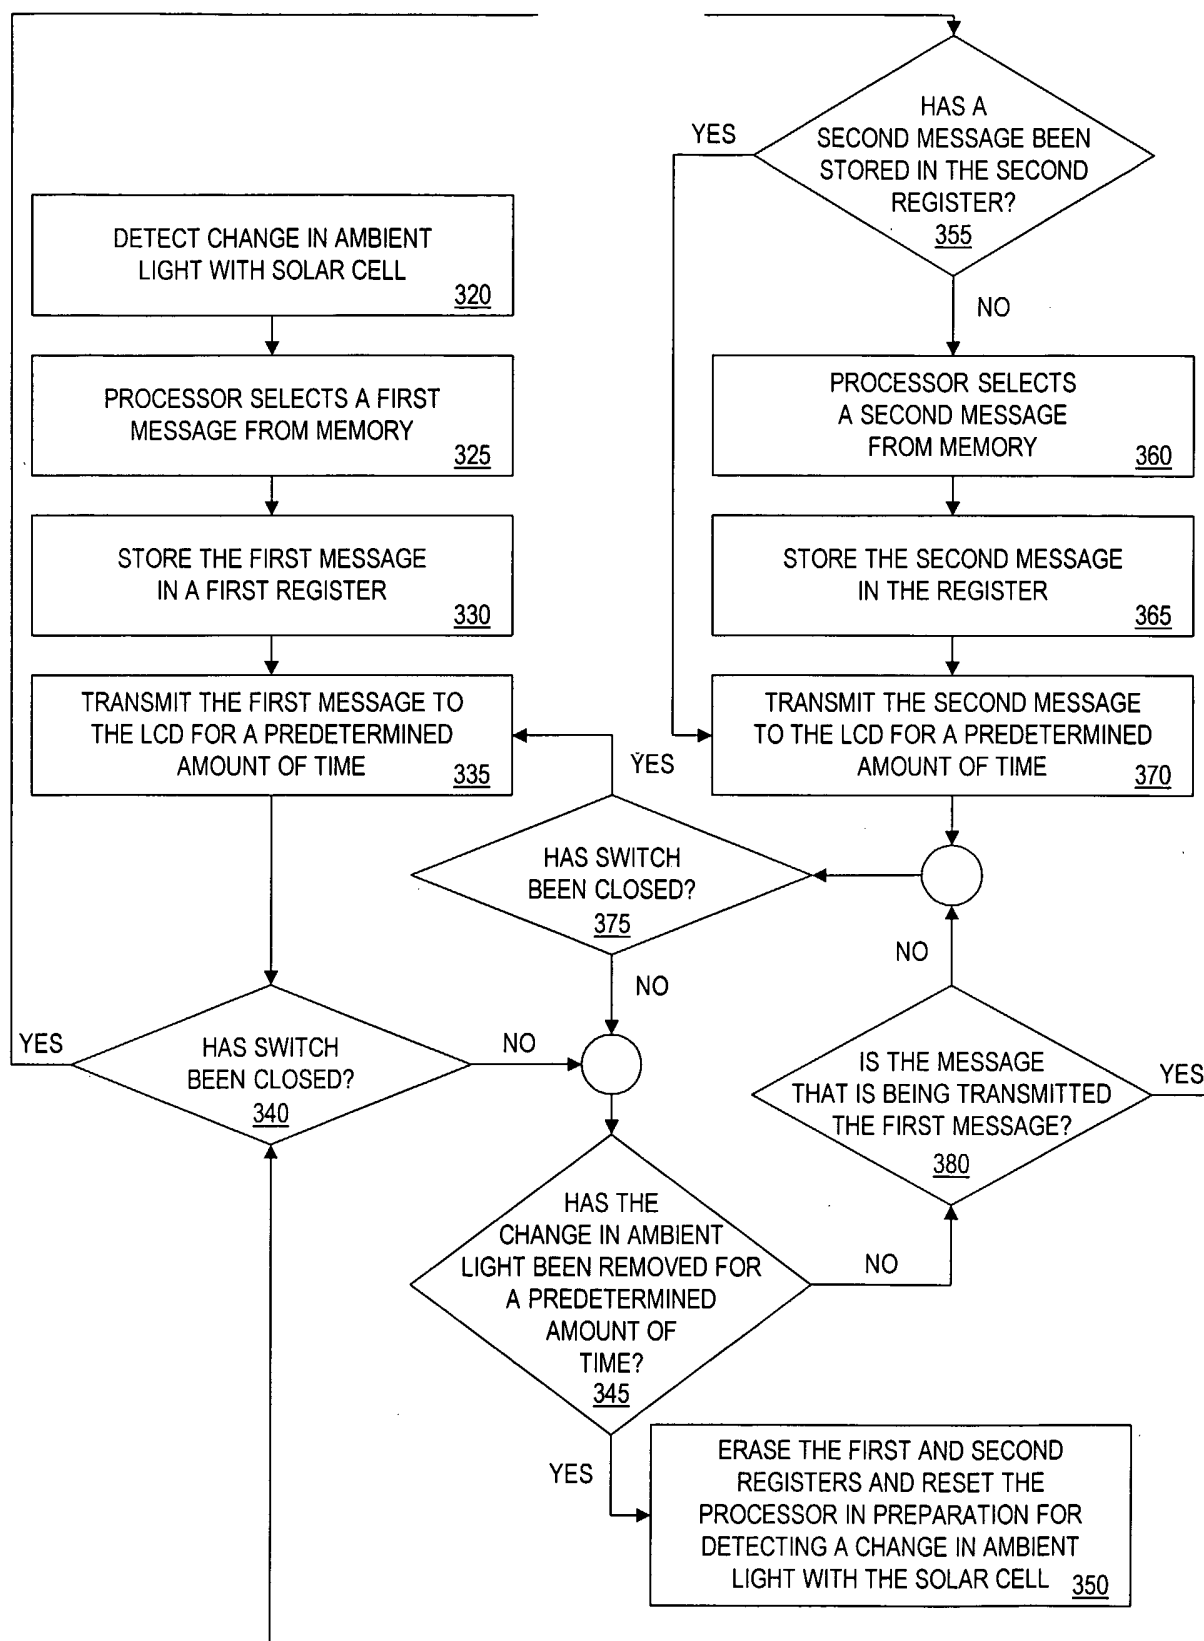 HAS A
SECOND MESSAGE BEEN
STORED IN THE SECOND
REGISTER?
355
YES
NO
DETECT CHANGE IN AMBIENT
LIGHT WITH SOLAR CELL
320
PROCESSOR SELECTS A FIRST
MESSAGE FROM MEMORY
325
PROCESSOR SELECTS
A SECOND MESSAGE
FROM MEMORY
360
STORE THE FIRST MESSAGE
IN A FIRST REGISTER
330
STORE THE SECOND MESSAGE
IN THE REGISTER
365
TRANSMIT THE FIRST MESSAGE TO
THE LCD FOR A PREDETERMINED
AMOUNT OF TIME
335
TRANSMIT THE SECOND MESSAGE
TO THE LCD FOR A PREDETERMINED
AMOUNT OF TIME
370
YES
HAS SWITCH
BEEN CLOSED?
375
NO
NO
YES
HAS SWITCH
BEEN CLOSED?
340
NO
IS THE MESSAGE
THAT IS BEING TRANSMITTED
THE FIRST MESSAGE?
380
YES
HAS THE
CHANGE IN AMBIENT
LIGHT BEEN REMOVED FOR
A PREDETERMINED
AMOUNT OF
TIME?
345
NO
YES
ERASE THE FIRST AND SECOND
REGISTERS AND RESET THE
PROCESSOR IN PREPARATION FOR
DETECTING A CHANGE IN AMBIENT
LIGHT WITH THE SOLAR CELL
350